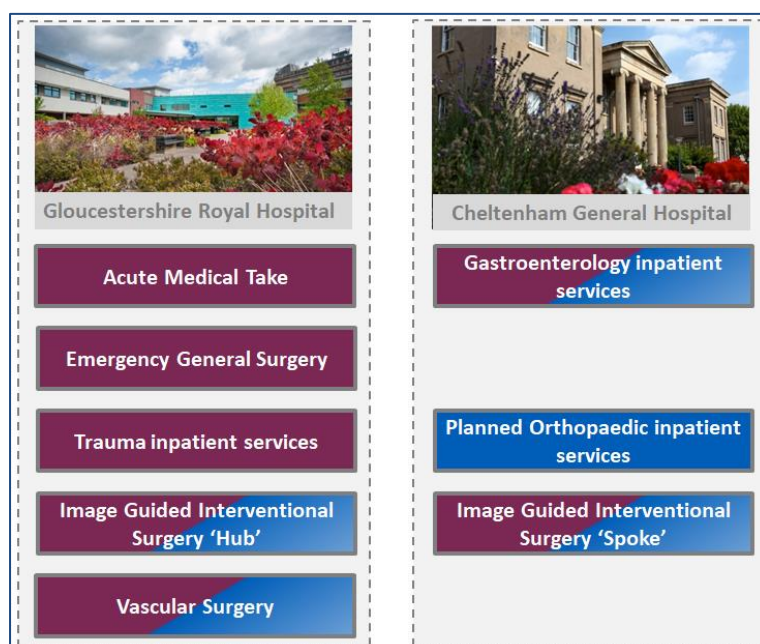 Gloucestershire Royal Hospital
Acute Medical Take
Emergency General Surgery
Trauma inpatient services
Image Guided Interventional
Surgery ‘Hub’
Vascular Surgery
Cheltenham General Hospital
Gastroenterology inpatient
services
Planned Orthopaedic inpatient
services
Image Guided Interventional
Surgery ‘Spoke’